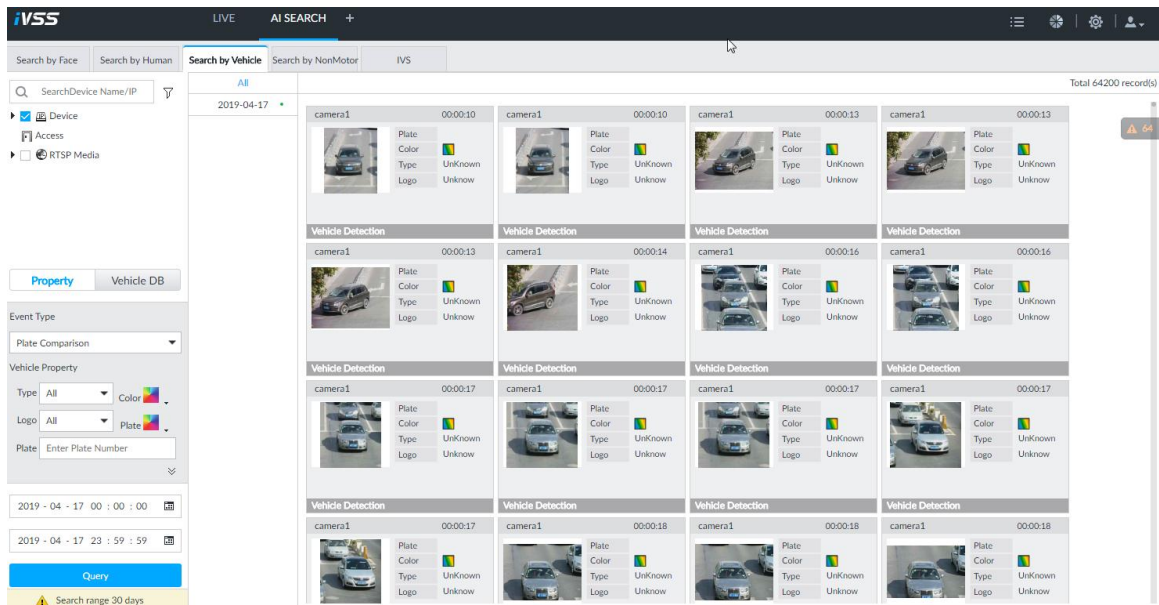 iVSS LIVE AI SEARCH +
Search by Face Search by Human Search by Vehicle Search by NonMotor IVS
SearchDevice Name/IP
Device
Access
RTSP Media
Property Vehicle DB
Event Type
Plate Comparison
Vehicle Property
Type All Color
Logo All Plate
Plate Enter Plate Number
2019 - 04 - 17 00 : 00 : 00
2019 - 04 - 17 23 : 59 : 59
Query
Search range 30 days
All
2019-04-17
Total 64200 record(s)
64
camera1 00:00:10 camera1 00:00:10 camera1 00:00:13 camera1 00:00:13
Plate Plate Plate Plate
Color Color Color Color
Type UnKnown Type UnKnown Type UnKnown Type UnKnown
Logo Unknow Logo Unknow Logo Unknow Logo Unknow
Vehicle Detection Vehicle Detection Vehicle Detection Vehicle Detection
camera1 00:00:13 camera1 00:00:14 camera1 00:00:16 camera1 00:00:16
Plate Plate Plate Plate
Color Color Color Color
Type UnKnown Type UnKnown Type UnKnown Type UnKnown
Logo Unknow Logo Unknow Logo Unknow Logo Unknow
Vehicle Detection Vehicle Detection Vehicle Detection Vehicle Detection
camera1 00:00:17 camera1 00:00:17 camera1 00:00:17 camera1 00:00:17
Plate Plate Plate Plate
Color Color Color Color
Type UnKnown Type UnKnown Type UnKnown Type UnKnown
Logo Unknow Logo Unknow Logo Unknow Logo Unknow
Vehicle Detection Vehicle Detection Vehicle Detection Vehicle Detection
camera1 00:00:17 camera1 00:00:18 camera1 00:00:18 camera1 00:00:18
Plate Plate Plate Plate
Color Color Color Color
Type UnKnown Type UnKnown Type UnKnown Type UnKnown
Logo Unknow Logo Unknow Logo Unknow Logo Unknow